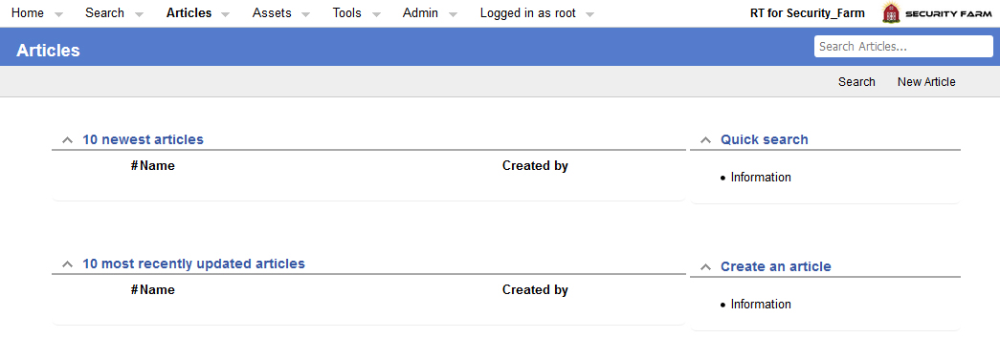 Home Search Articles Assets Tools Admin Logged in as root RT for Security_Farm SECURITY FARM
Articles Search Articles...
Search New Article
10 newest articles
#Name Created by
Quick search
Information
10 most recently updated articles
#Name Created by
Create an article
Information